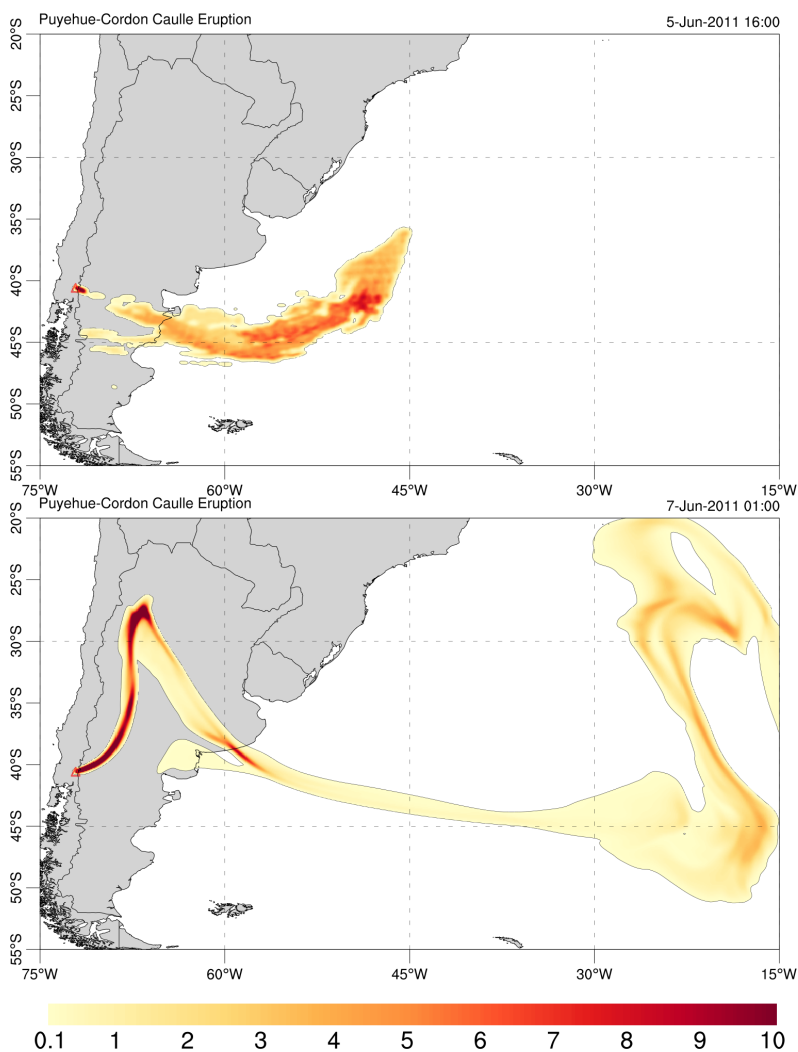 Puyehue-Cordon Caulle Eruption 5-Jun-2011 16:00
20°S
25°S
30°S
35°S
40°S
45°S
50°S
55°S
75°W 60°W 45°W 30°W 15°W
Puyehue-Cordon Caulle Eruption 7-Jun-2011 01:00
20°S
25°S
30°S
35°S
40°S
45°S
50°S
55°S
75°W 60°W 45°W 30°W 15°W
0.1 1 2 3 4 5 6 7 8 9 10